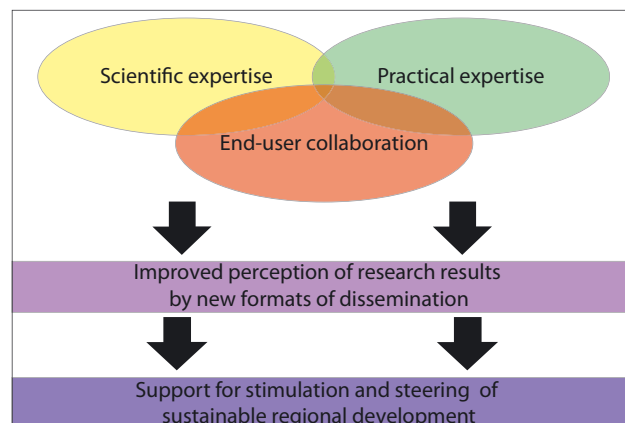 Scientific expertise
Practical expertise
End-user collaboration
Improved perception of research results
by new formats of dissemination
Support for stimulation and steering of
sustainable regional development